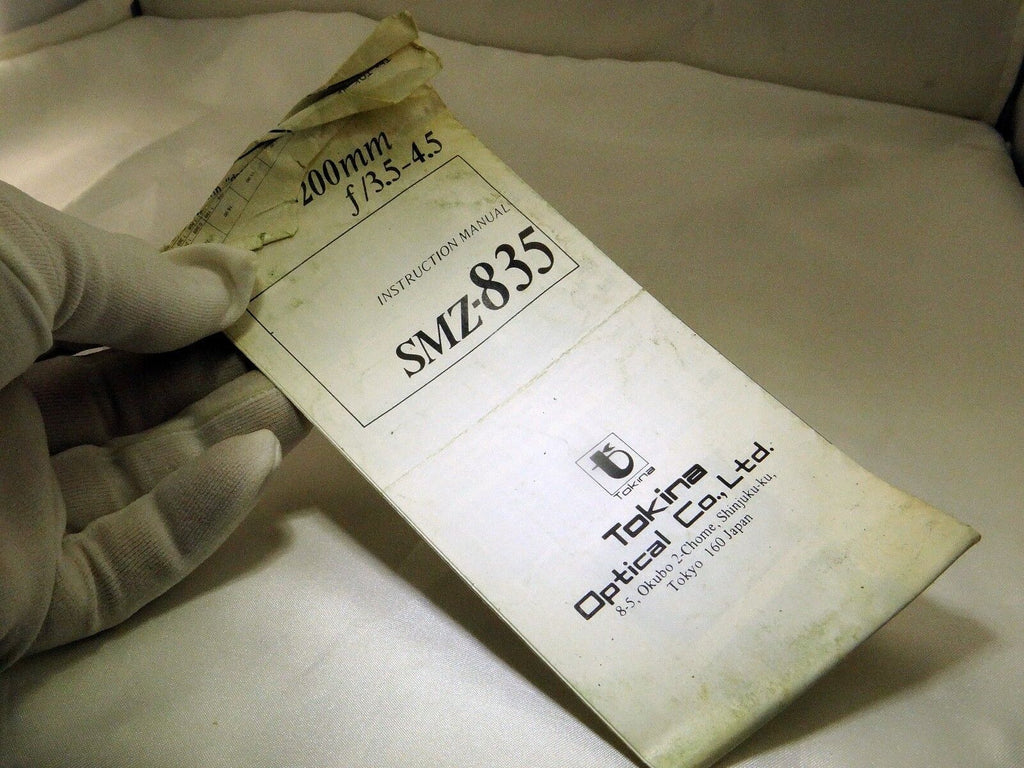 200mm
f/3.5-4.5
INSTRUCTION MANUAL
SMZ-835
Tokina
Tokina
Optical Co., Ltd.
8-5, Okubo 2-Chome, Shinjuku-ku,
Tokyo 160 Japan